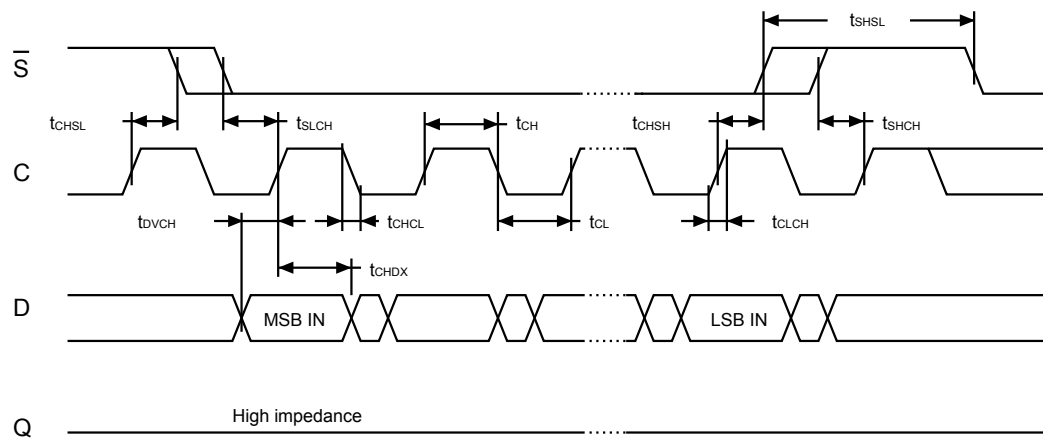 tSHSL
S
tCHSL
tSLCH
tCH
tCHSH
tSHCH
C
tDVCH
tCHCL
tCL
tCLCH
tCHDX
D
MSB IN
LSB IN
High impedance
Q